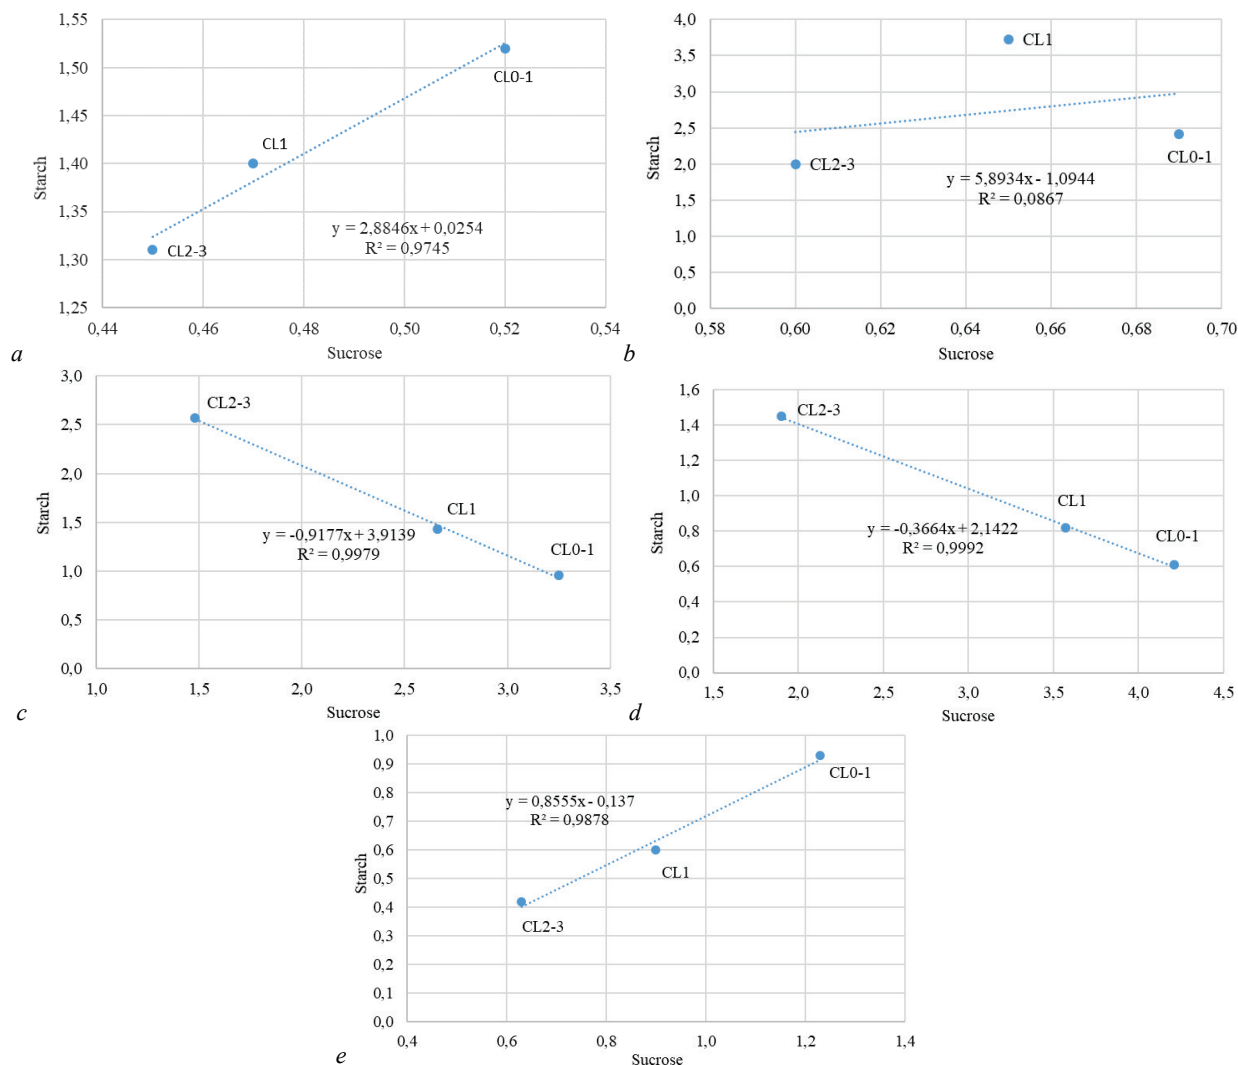 1,55
1,50
1,45
1,40
1,35
1,30
1,25
Starch
CL0-1
CL1
CL2-3
y = 2,8846x + 0,0254
R² = 0,9745
0,44 0,46 0,48 0,50 0,52 0,54
Sucrose
a
4,0
3,5
3,0
2,5
2,0
1,5
1,0
0,5
0,0
Starch
CL1
CL0-1
CL2-3
y = 5,8934x - 1,0944
R² = 0,0867
0,58 0,60 0,62 0,64 0,66 0,68 0,70
Sucrose
b
3,0
2,5
2,0
1,5
1,0
0,5
0,0
Starch
CL2-3
CL1
y = -0,9177x + 3,9139
R² = 0,9979
CL0-1
1,0 1,5 2,0 2,5 3,0 3,5
Sucrose
c
1,6
1,4
1,2
1,0
0,8
0,6
0,4
0,2
0,0
Starch
CL2-3
CL1
y = -0,3664x + 2,1422
R² = 0,9992
CL0-1
1,5 2,0 2,5 3,0 3,5 4,0 4,5
Sucrose
d
1,0
0,9
0,8
0,7
0,6
0,5
0,4
0,3
0,2
0,1
0,0
Starch
CL0-1
y = 0,8555x - 0,137
R² = 0,9878
CL1
CL2-3
0,4 0,6 0,8 1,0 1,2 1,4
Sucrose
e